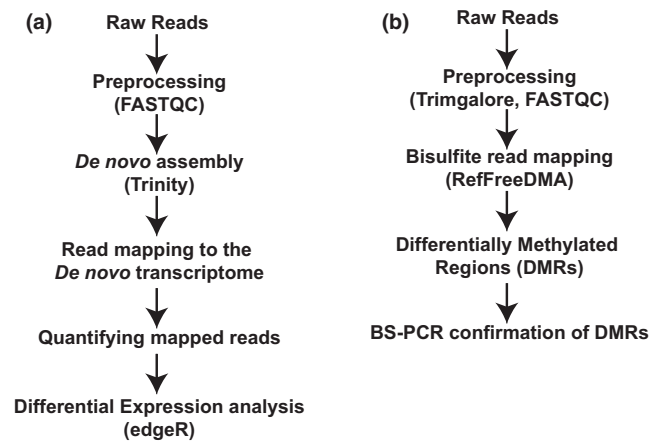 (a)
Raw Reads
Preprocessing
(FASTQC)
De novo assembly
(Trinity)
Read mapping to the
De novo transcriptome
Quantifying mapped reads
Differential Expression analysis
(edgeR)
(b)
Raw Reads
Preprocessing
(Trimgalore, FASTQC)
Bisulfite read mapping
(RefFreeDMA)
Differentially Methylated
Regions (DMRs)
BS-PCR confirmation of DMRs